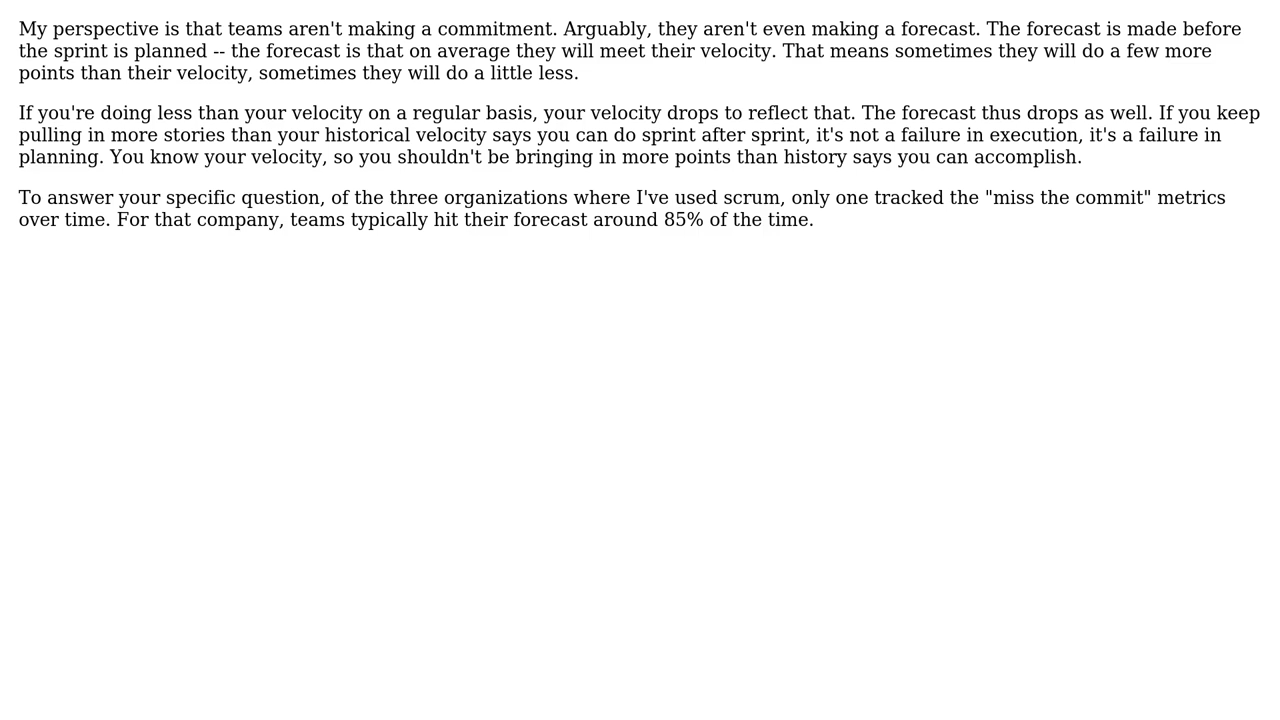 My perspective is that teams aren't making a commitment. Arguably, they aren't even making a forecast. The forecast is made before
the sprint is planned -- the forecast is that on average they will meet their velocity. That means sometimes they will do a few more
points than their velocity, sometimes they will do a little less.
If you're doing less than your velocity on a regular basis, your velocity drops to reflect that. The forecast thus drops as well. If you keep
pulling in more stories than your historical velocity says you can do sprint after sprint, it's not a failure in execution, it's a failure in
planning. You know your velocity, so you shouldn't be bringing in more points than history says you can accomplish.
To answer your specific question, of the three organizations where I've used scrum, only one tracked the "miss the commit" metrics
over time. For that company, teams typically hit their forecast around 85% of the time.